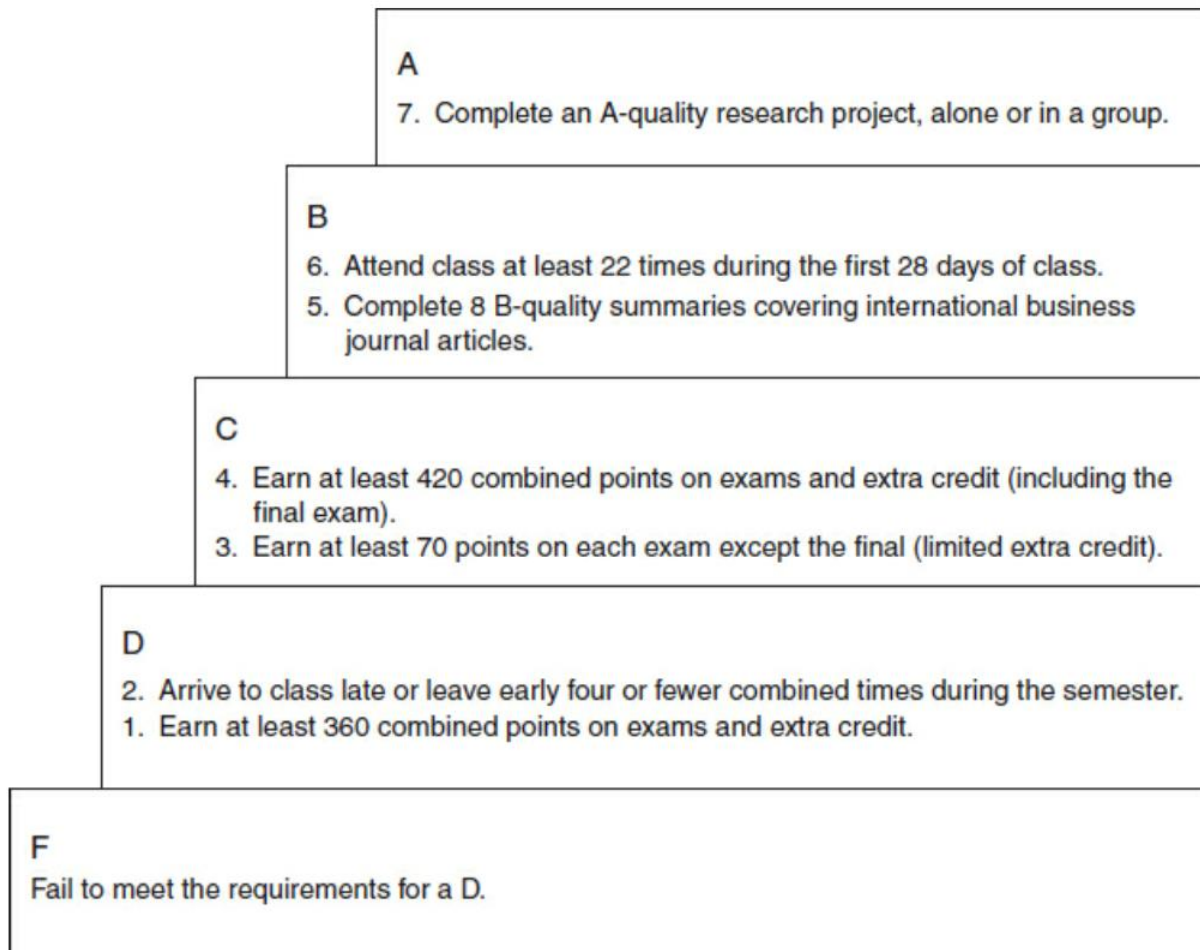 A
7. Complete an A-quality research project, alone or in a group.
B
6. Attend class at least 22 times during the first 28 days of class.
5. Complete 8 B-quality summaries covering international business
journal articles.
C
4. Earn at least 420 combined points on exams and extra credit (including the
final exam).
3. Earn at least 70 points on each exam except the final (limited extra credit).
D
2. Arrive to class late or leave early four or fewer combined times during the semester.
1. Earn at least 360 combined points on exams and extra credit.
F
Fail to meet the requirements for a D.